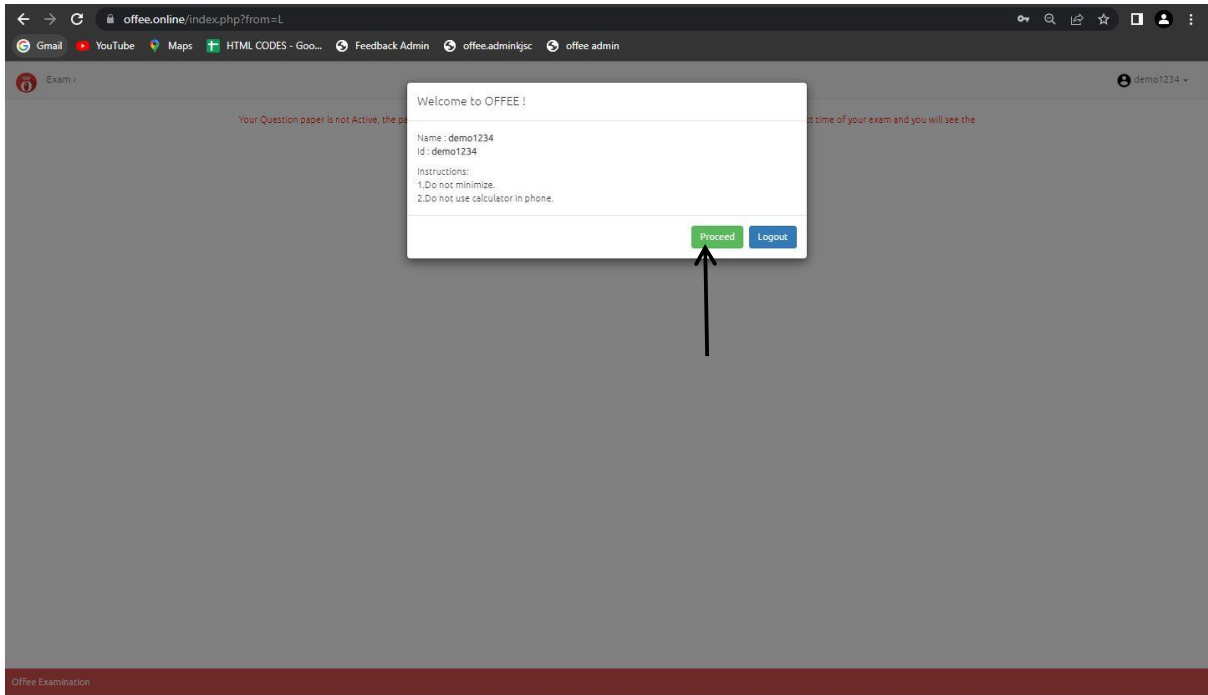 offee.online/index.php?from=L
Gmail YouTube Maps HTML CODES - Goo... Feedback Admin offee.adminkjsc offee admin
Exam
demo1234
Welcome to OFFEE !
Your Question paper is not Active, the pa
t time of your exam and you will see the
Name : demo1234
Id : demo1234
Instructions:
1.Do not minimize.
2.Do not use calculator in phone.
Proceed Logout
Offee Examination